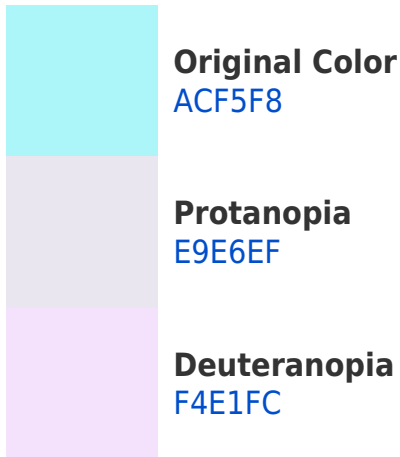 Original Color
ACF5F8
Protanopia
E9E6EF
Deuteranopia
F4E1FC